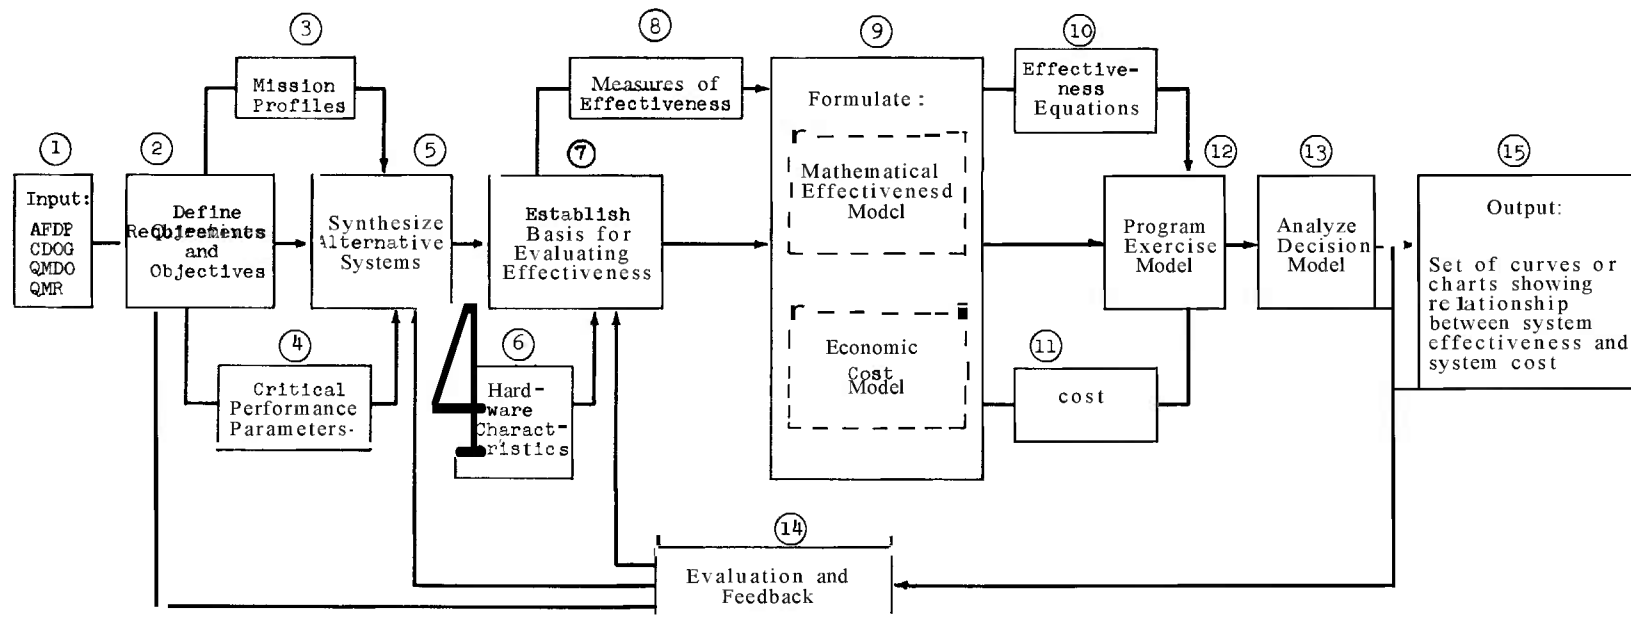 3
Mission
Profiles
8
Measures of
Effectiveness
9
Formulate :
Mathematical
Effectivenesd
Model
Economic
Cost
Model
10
Effective-
ness
Equations
1
Input:
AFDP
CDOG
QMDO
QMR
2
Define
and
Objectives
5
Synthesize
Alternative
Systems
7
Establish
Basis for
Evaluating
Effectiveness
12
Program
Exercise
Model
13
Analyze
Decision
Model
15
Output:
Set of curves or
charts showing
relationship
between system
effectiveness and
system cost
4
Critical
Performance
Parameters-
6
Hard-
ware
Charact-
ristics
11
cost
14
Evaluation and
Feedback